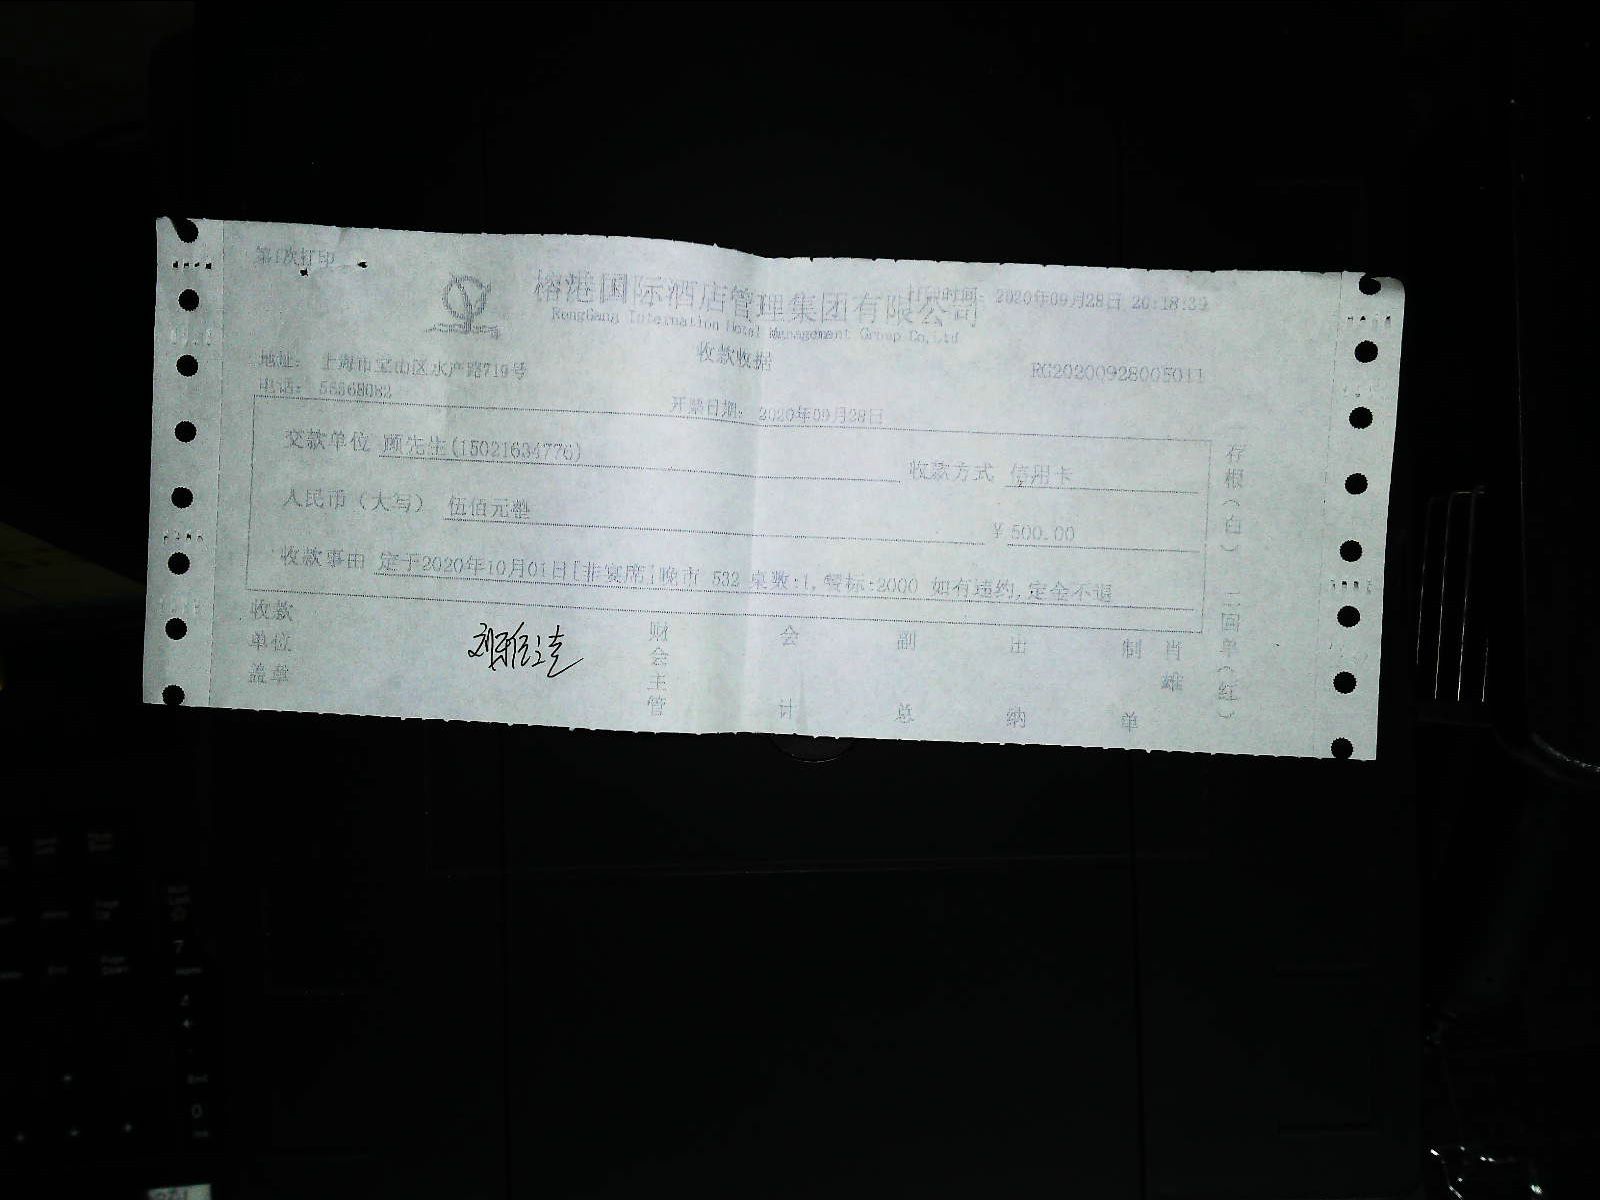 第1次打印
榕港国际酒店管理集团有限公司
打印时间: 2020年09月28日 20:18:39
RongGang Internation Hotel Management Group Co,Ltd
收款收据
地址: 上海市宝山区水产路719号
RG20200928005011
电话: 56568082
开票日期: 2020年09月28日
交款单位 顾先生(15021634776) 收款方式 信用卡
人民币（大写） 伍佰元整 ¥ 500.00
收款事由 定于2020年10月01日[非宴席]晚市 532 桌数:1,餐标:2000 如有违约,定金不退
存根(白) 二回单(红)
收款单位盖章
财会主管 会计 副总 出纳 制单 肖雄